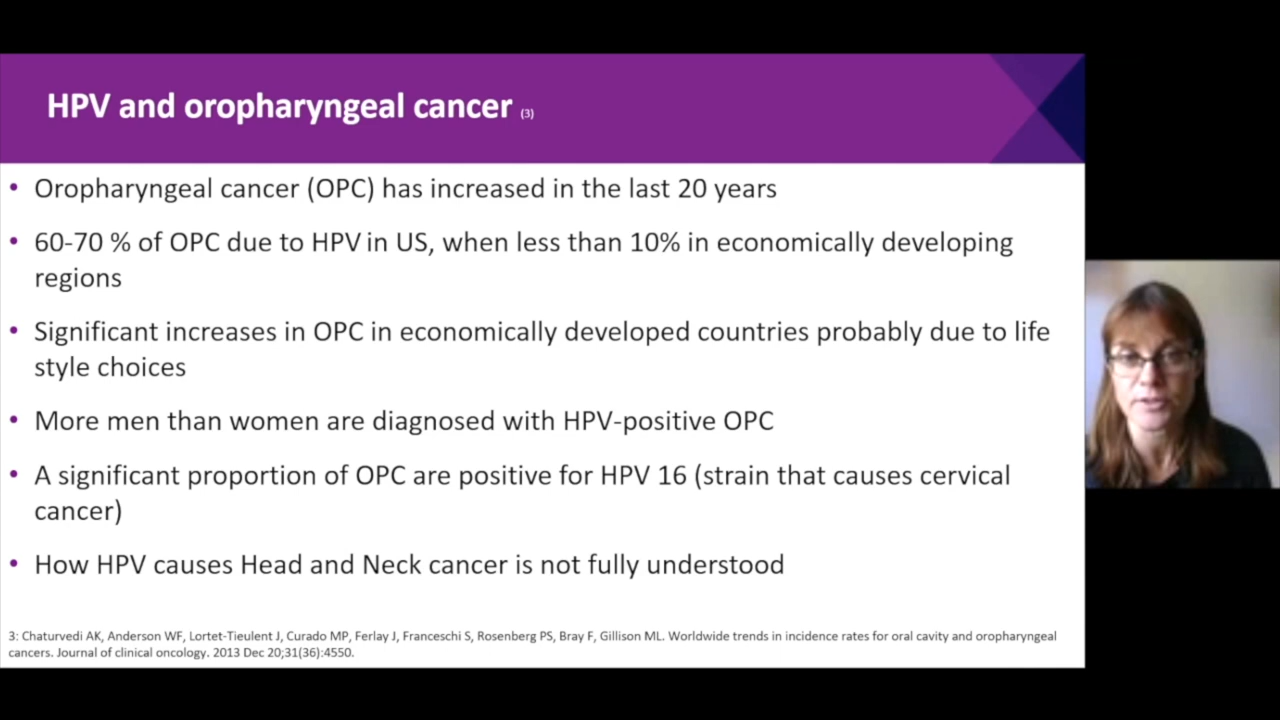 HPV and oropharyngeal cancer (3)
• Oropharyngeal cancer (OPC) has increased in the last 20 years
• 60-70 % of OPC due to HPV in US, when less than 10% in economically developing
regions
• Significant increases in OPC in economically developed countries probably due to life
style choices
• More men than women are diagnosed with HPV-positive OPC
• A significant proportion of OPC are positive for HPV 16 (strain that causes cervical
cancer)
• How HPV causes Head and Neck cancer is not fully understood
3: Chaturvedi AK, Anderson WF, Lortet-Tieulent J, Curado MP, Ferlay J, Franceschi S, Rosenberg PS, Bray F, Gillison ML. Worldwide trends in incidence rates for oral cavity and oropharyngeal
cancers. Journal of clinical oncology. 2013 Dec 20;31(36):4550.